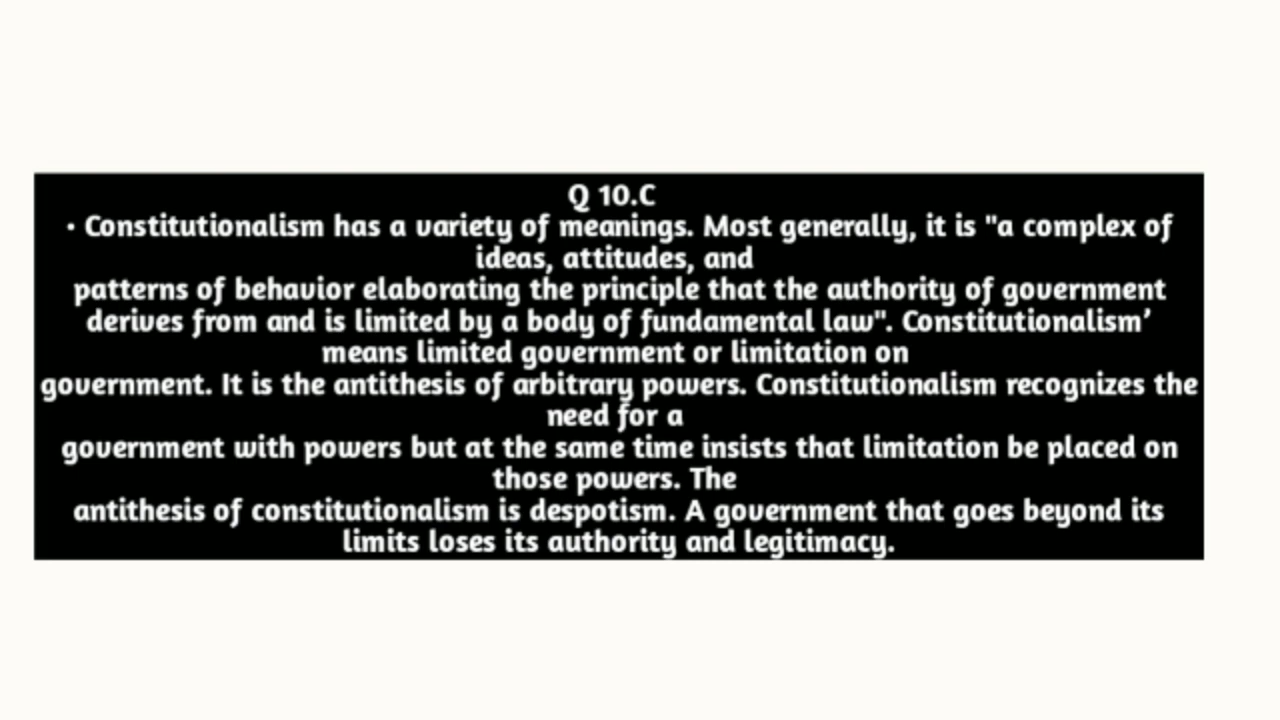 Q 10.C
• Constitutionalism has a variety of meanings. Most generally, it is "a complex of
ideas, attitudes, and
patterns of behavior elaborating the principle that the authority of government
derives from and is limited by a body of fundamental law". Constitutionalism’
means limited government or limitation on
government. It is the antithesis of arbitrary powers. Constitutionalism recognizes the
need for a
government with powers but at the same time insists that limitation be placed on
those powers. The
antithesis of constitutionalism is despotism. A government that goes beyond its
limits loses its authority and legitimacy.